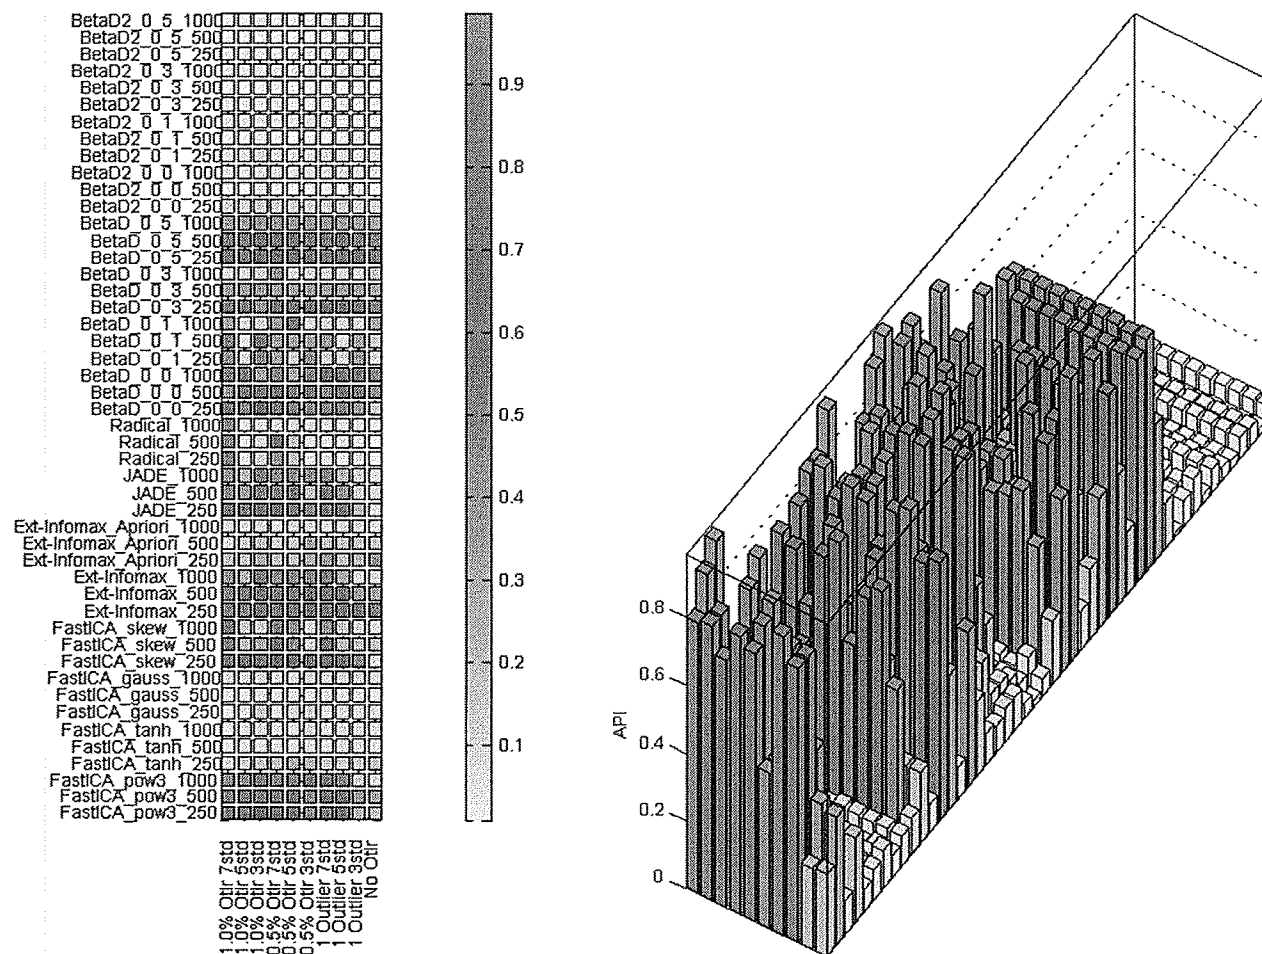 BetaD2_0_5_1000
BetaD2_0_5_500
BetaD2_0_5_250
BetaD2_0_3_1000
BetaD2_0_3_500
BetaD2_0_3_250
BetaD2_0_1_1000
BetaD2_0_1_500
BetaD2_0_1_250
BetaD2_0_0_1000
BetaD2_0_0_500
BetaD2_0_0_250
BetaD_0_5_1000
BetaD_0_5_500
BetaD_0_5_250
BetaD_0_3_1000
BetaD_0_3_500
BetaD_0_3_250
BetaD_0_1_1000
BetaD_0_1_500
BetaD_0_1_250
BetaD_0_0_1000
BetaD_0_0_500
BetaD_0_0_250
Radical_1000
Radical_500
Radical_250
JADE_1000
JADE_500
JADE_250
Ext-Infomax_Apriori_1000
Ext-Infomax_Apriori_500
Ext-Infomax_Apriori_250
Ext-Infomax_1000
Ext-Infomax_500
Ext-Infomax_250
FastICA_skew_1000
FastICA_skew_500
FastICA_skew_250
FastICA_gauss_1000
FastICA_gauss_500
FastICA_gauss_250
FastICA_tanh_1000
FastICA_tanh_500
FastICA_tanh_250
FastICA_pow3_1000
FastICA_pow3_500
FastICA_pow3_250
1.0% Otlr 7std
1.0% Otlr 5std
1.0% Otlr 3std
0.5% Otlr 7std
0.5% Otlr 5std
0.5% Otlr 3std
1 Outlier 7std
1 Outlier 5std
1 Outlier 3std
No Otlr
0.9
0.8
0.7
0.6
0.5
0.4
0.3
0.2
0.1
API
0.8
0.6
0.4
0.2
0